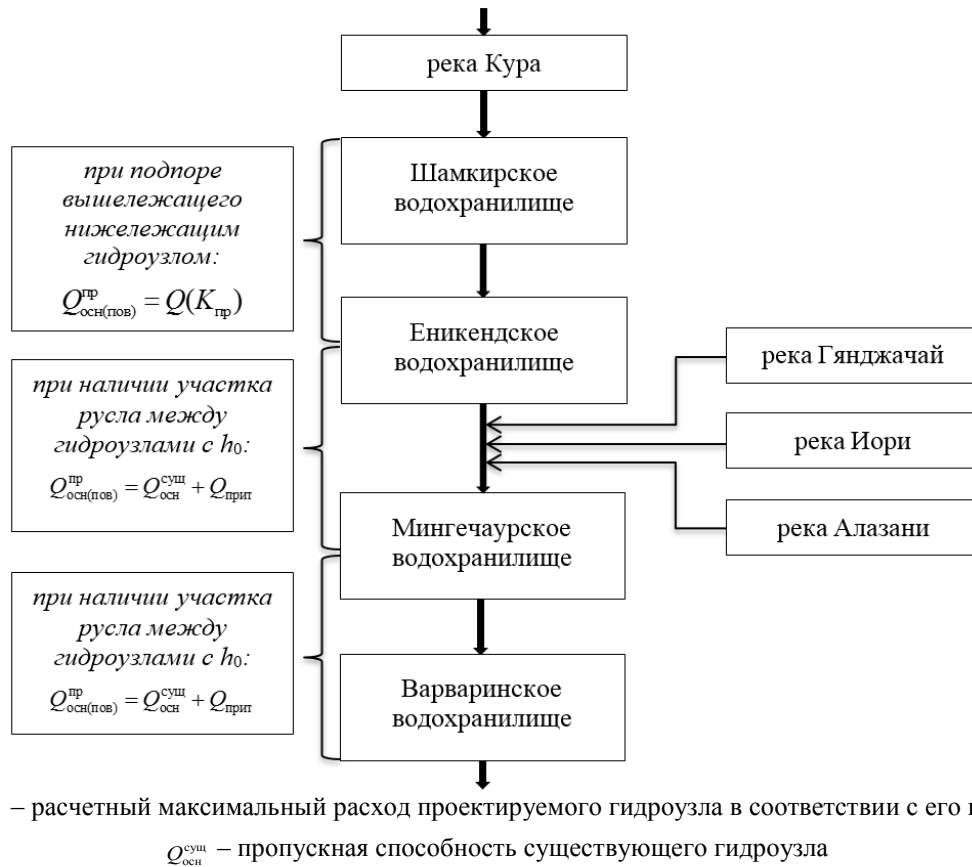 река Кура
Шамкирское
водохранилище
при подпоре
вышележащего
нижележащим
гидроузлом:
Q^пр_осн(пов) = Q(K_пр)
Еникендское
водохранилище
река Гянджачай
при наличии участка
русла между
гидроузлами с h₀:
Q^пр_осн(пов) = Q^сущ_осн + Q_прит
река Иори
река Алазани
Мингечаурское
водохранилище
при наличии участка
русла между
гидроузлами с h₀:
Q^пр_осн(пов) = Q^сущ_осн + Q_прит
Варваринское
водохранилище
– расчетный максимальный расход проектируемого гидроузла в соответствии с его
Q^сущ_осн – пропускная способность существующего гидроузла